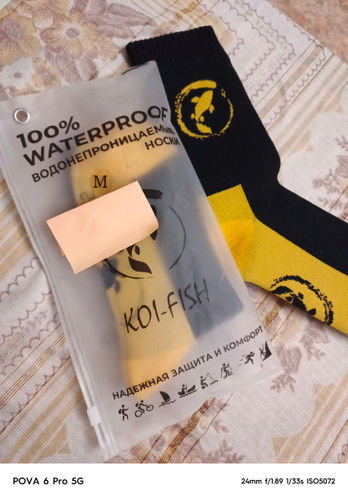 100%
WATERPROOF
ВОДОНЕПРОНИЦАЕМЫЕ
НОСКИ
M
KOI-FISH
НАДЕЖНАЯ ЗАЩИТА И КОМФОРТ
POVA 6 Pro 5G
24mm f/1.89 1/33s ISO5072